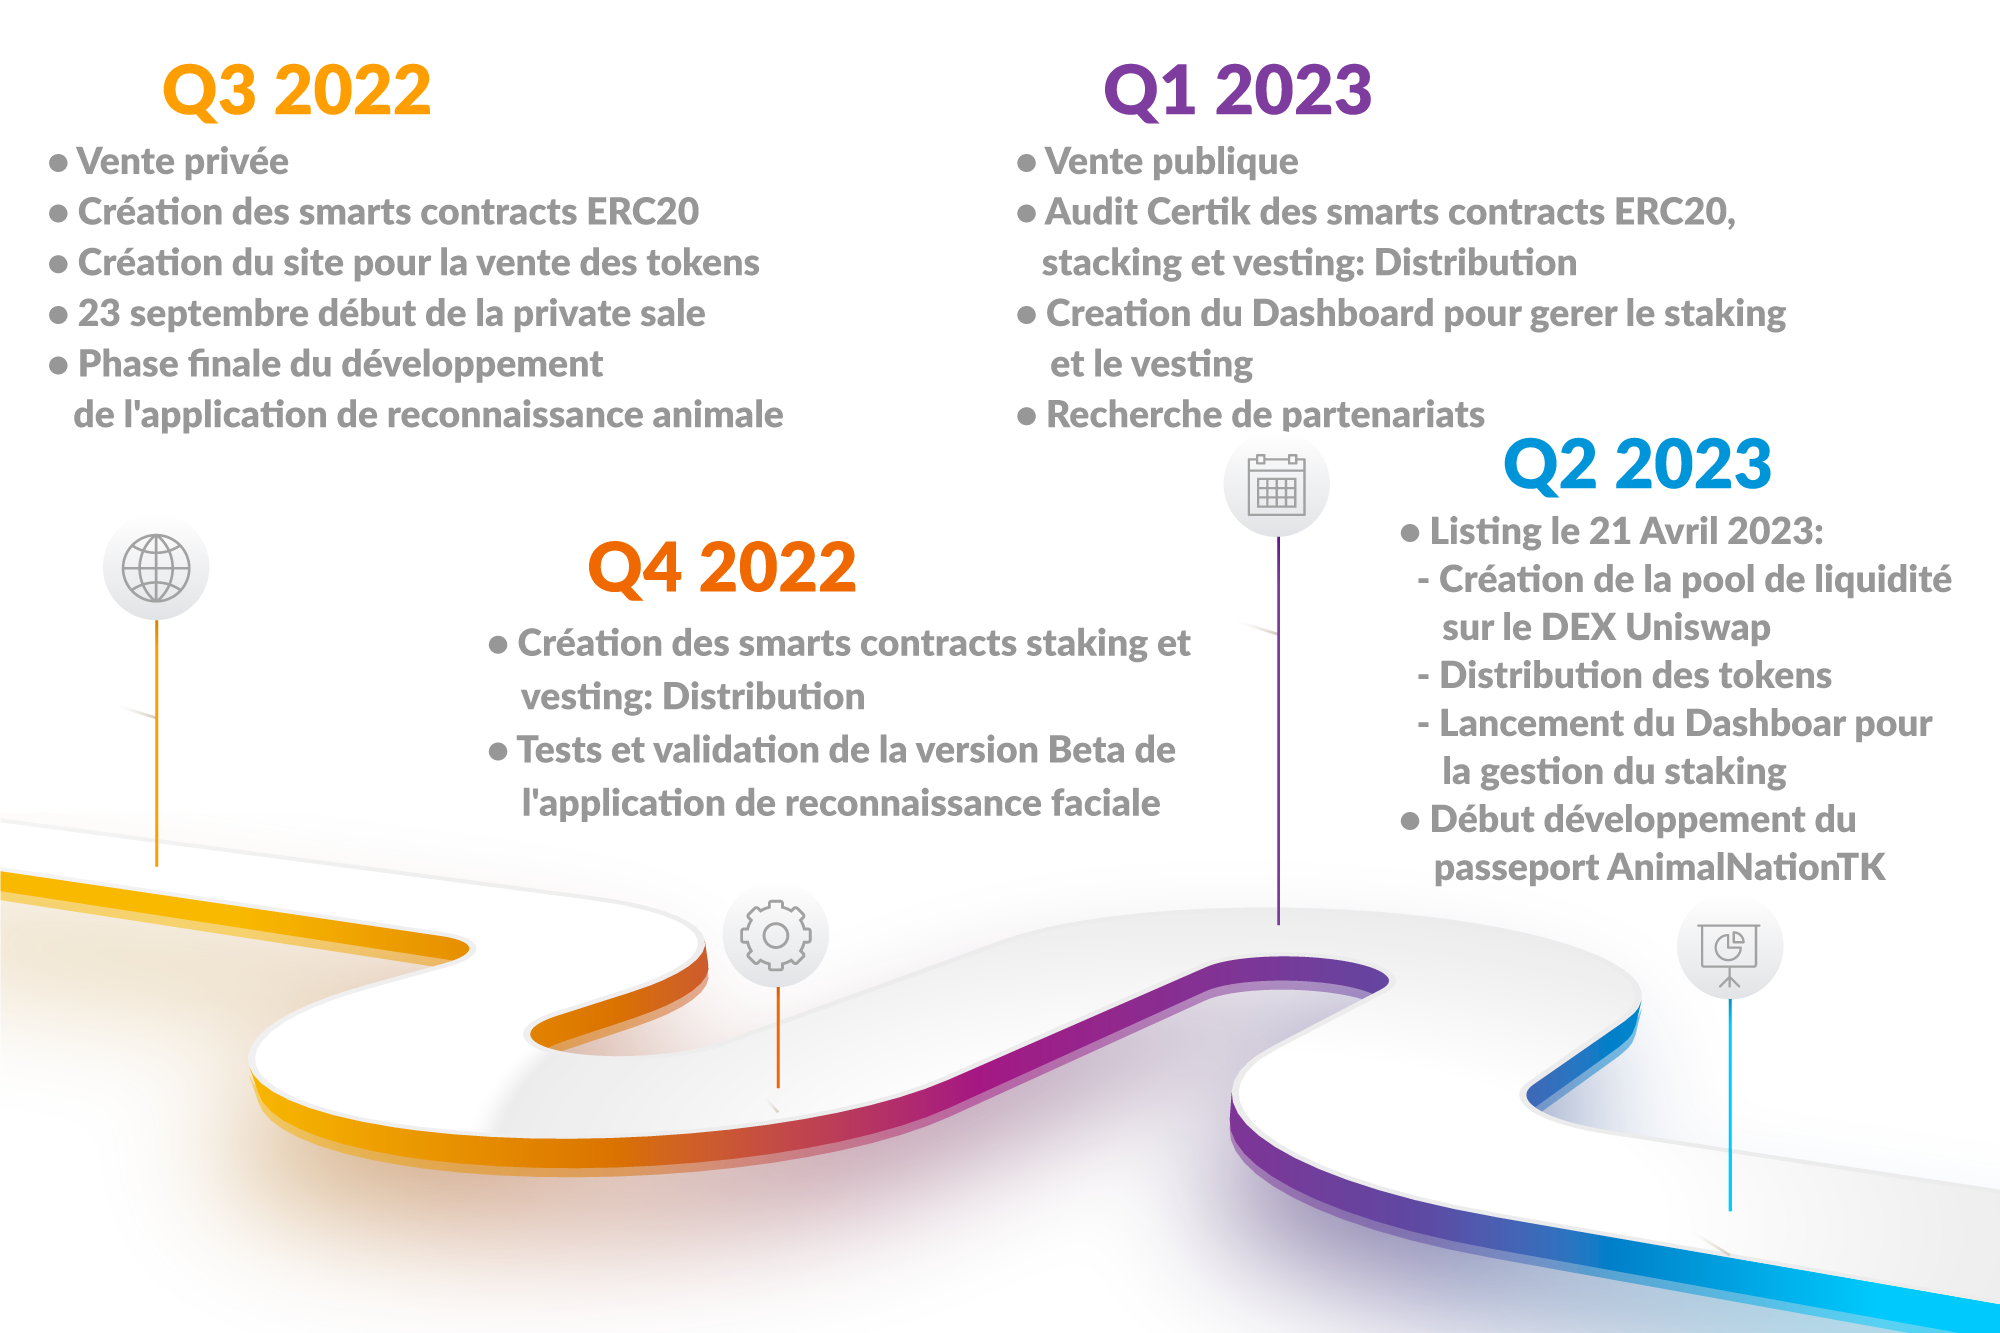 Q3 2022
● Vente privée
● Création des smarts contracts ERC20
● Création du site pour la vente des tokens
● 23 septembre début de la private sale
● Phase finale du développement
de l'application de reconnaissance animale
Q4 2022
● Création des smarts contracts staking et
vesting: Distribution
● Tests et validation de la version Beta de
l'application de reconnaissance faciale
Q1 2023
● Vente publique
● Audit Certik des smarts contracts ERC20,
stacking et vesting: Distribution
● Creation du Dashboard pour gerer le staking
et le vesting
● Recherche de partenariats
Q2 2023
● Listing le 21 Avril 2023:
- Création de la pool de liquidité
sur le DEX Uniswap
- Distribution des tokens
- Lancement du Dashboar pour
la gestion du staking
● Début développement du
passeport AnimalNationTK